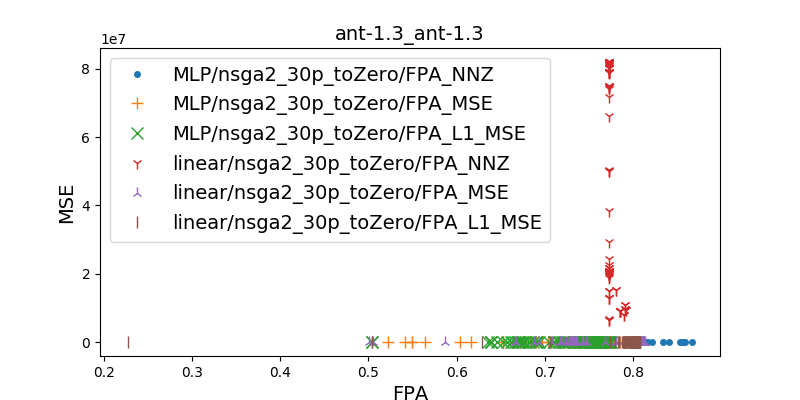 ant-1.3_ant-1.3
1e7
MLP/nsga2_30p_toZero/FPA_NNZ
MLP/nsga2_30p_toZero/FPA_MSE
MLP/nsga2_30p_toZero/FPA_L1_MSE
linear/nsga2_30p_toZero/FPA_NNZ
linear/nsga2_30p_toZero/FPA_MSE
linear/nsga2_30p_toZero/FPA_L1_MSE
MSE
8
6
4
2
0
0.2 0.3 0.4 0.5 0.6 0.7 0.8
FPA